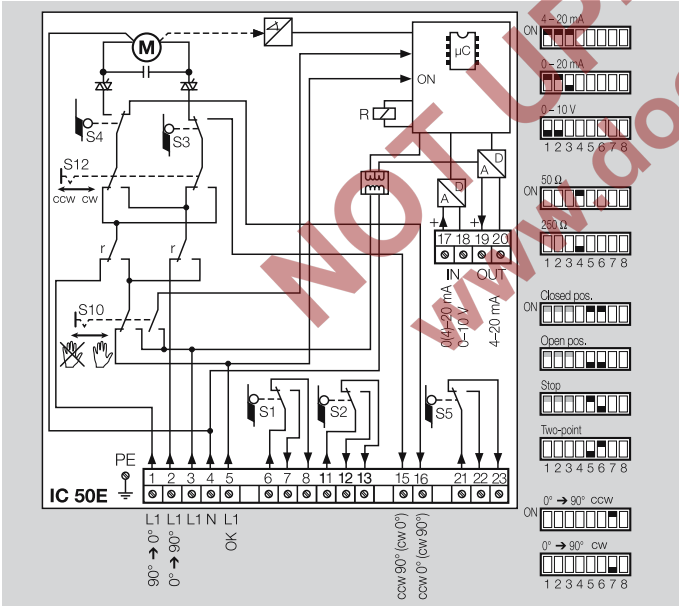 M
µC
ON
R
S4
S3
S12
ccw cw
r
r
S10
D
A
D
A
+
+
17 18 19 20
IN OUT
0(4)–20 mA
0–10 V
4–20 mA
S1
S2
S5
PE
1 2 3 4 5 6 7 8 11 12 13 15 16 21 22 23
IC 50E
L1 L1 L1 N L1
90° → 0°
0° → 90°
OK
ccw 90° (cw 0°)
ccw 0° (cw 90°)
4–20 mA
ON
0–20 mA
0–10 V
1 2 3 4 5 6 7 8
50 Ω
ON
250 Ω
1 2 3 4 5 6 7 8
Closed pos.
ON
Open pos.
Stop
Two-point
1 2 3 4 5 6 7 8
0° → 90° ccw
ON
0° → 90° cw
1 2 3 4 5 6 7 8
NOT UP
www.doc